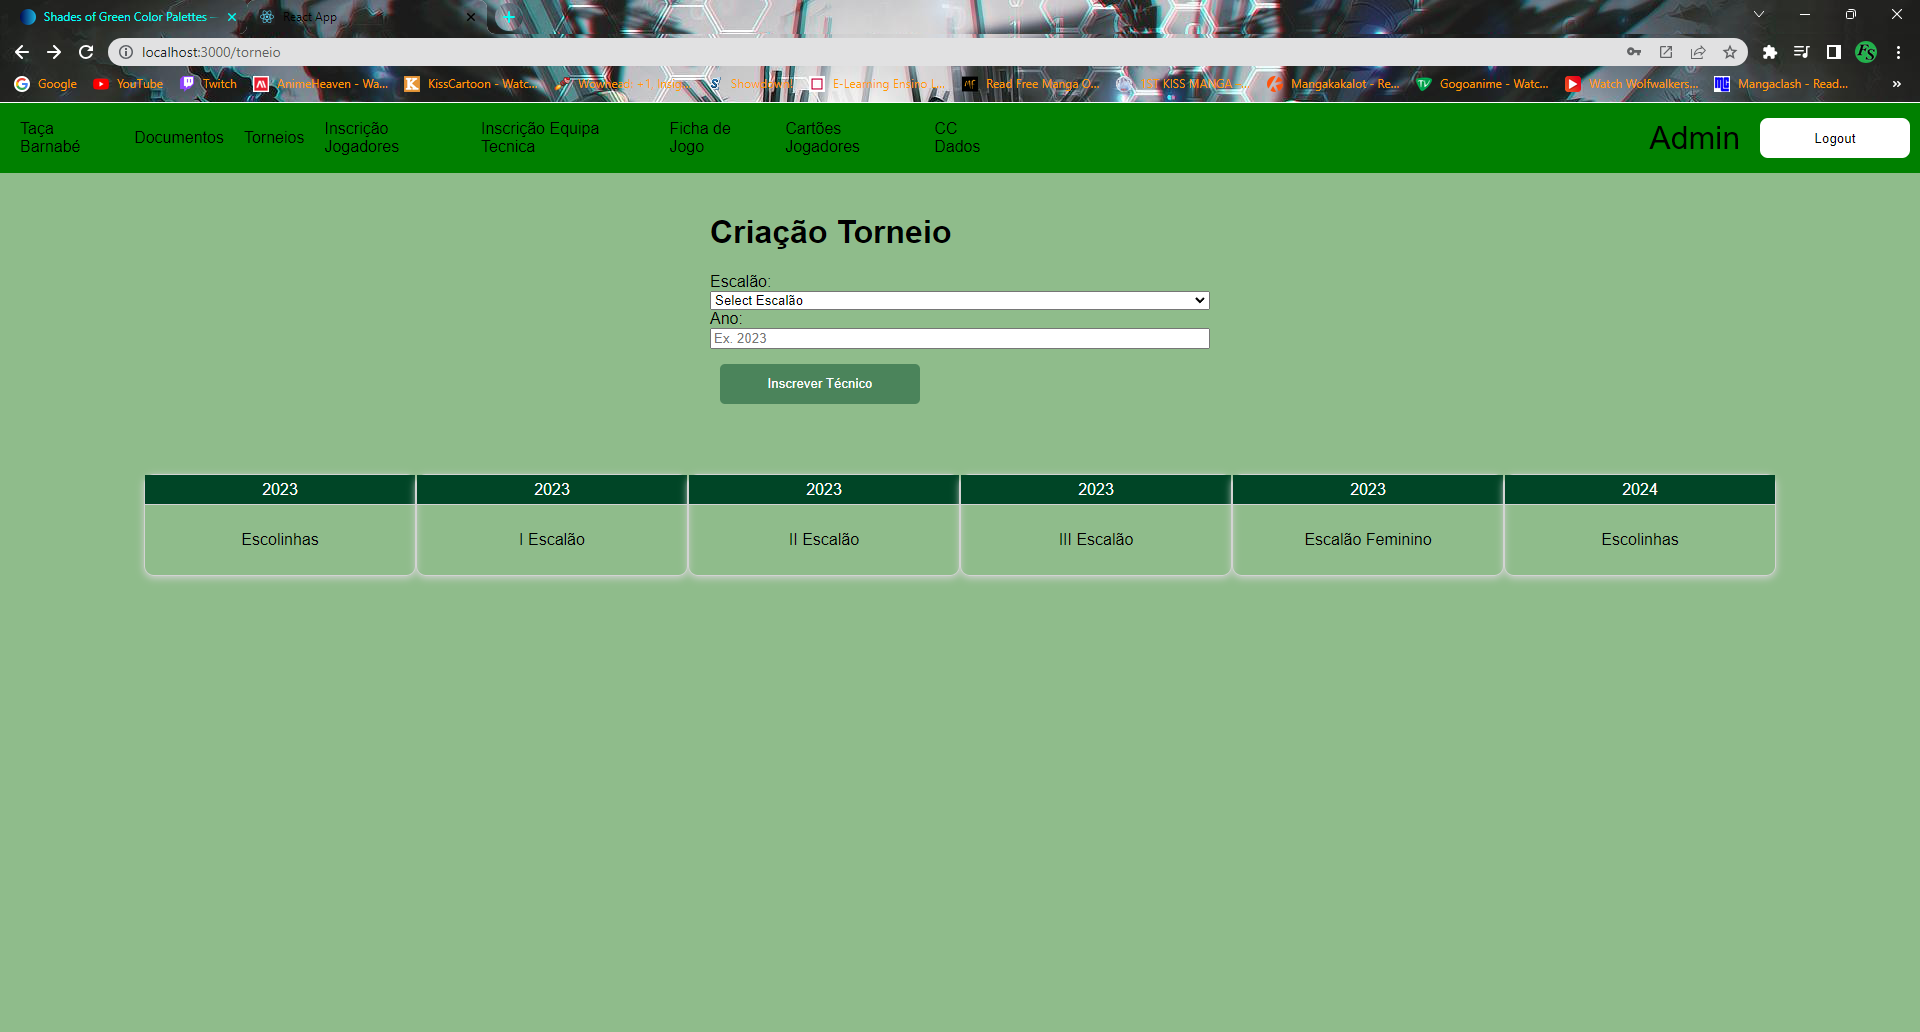 Shades of Green Color Palettes -
React App
localhost:3000/torneio
Google YouTube Twitch AnimeHeaven - Wa... KissCartoon - Watc... Wowhead: +1, Insig... Showdown! E-Learning Ensino L... Read Free Manga O... 1ST KISS MANGA - Mangakakalot - Re... Gogoanime - Watc... Watch Wolfwalkers... Mangaclash - Read... »
Taça
Barnabé
Documentos
Torneios
Inscrição
Jogadores
Inscrição Equipa
Tecnica
Ficha de
Jogo
Cartões
Jogadores
CC
Dados
Admin
Logout
Criação Torneio
Escalão:
Select Escalão
Ano:
Ex. 2023
Inscrever Técnico
2023 2023 2023 2023 2023 2024
Escolinhas I Escalão II Escalão III Escalão Escalão Feminino Escolinhas